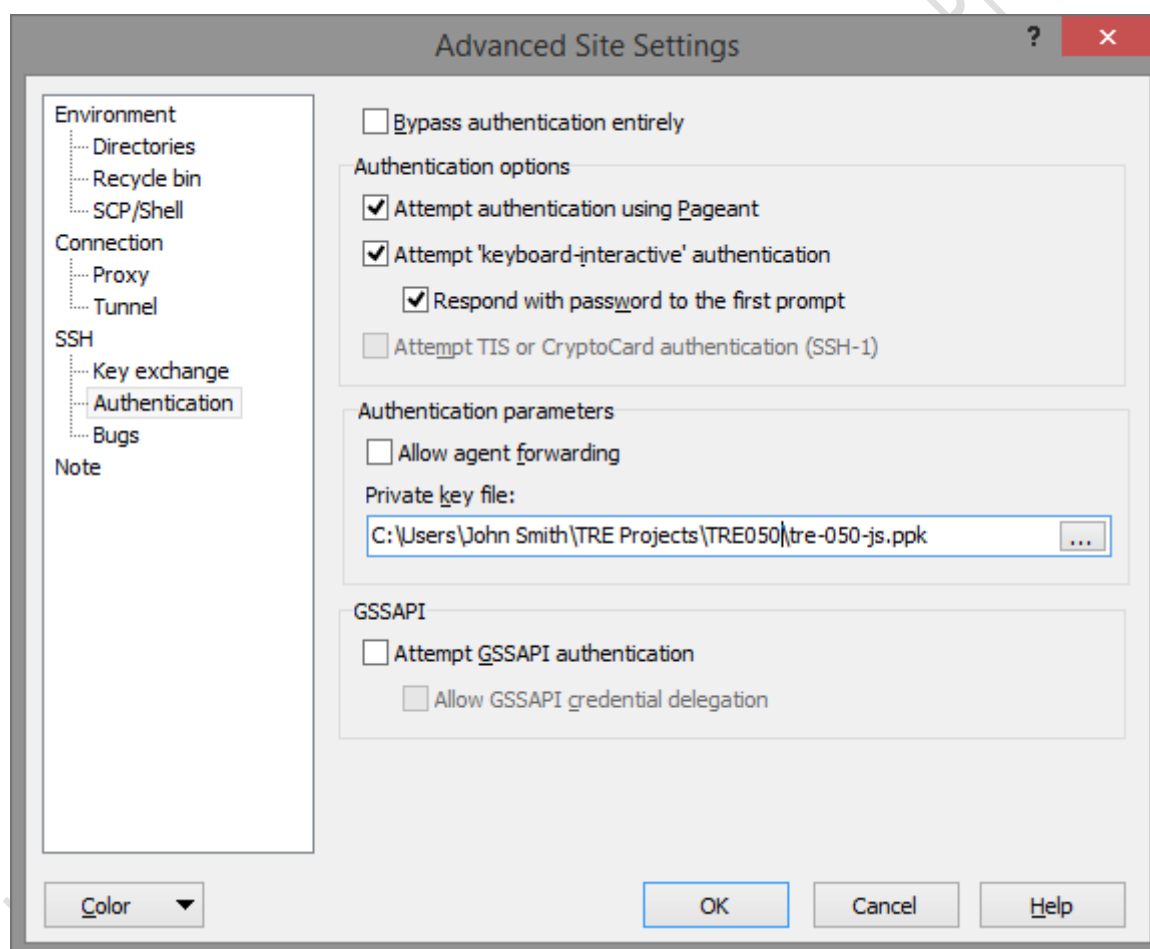 Advanced Site Settings
?
×
Environment
Directories
Recycle bin
SCP/Shell
Connection
Proxy
Tunnel
SSH
Key exchange
Authentication
Bugs
Note
Bypass authentication entirely
Authentication options
Attempt authentication using Pageant
Attempt 'keyboard-interactive' authentication
Respond with password to the first prompt
Attempt TIS or CryptoCard authentication (SSH-1)
Authentication parameters
Allow agent forwarding
Private key file:
C:\Users\John Smith\TRE Projects\TRE050\tre-050-js.ppk
...
GSSAPI
Attempt GSSAPI authentication
Allow GSSAPI credential delegation
Color
OK
Cancel
Help